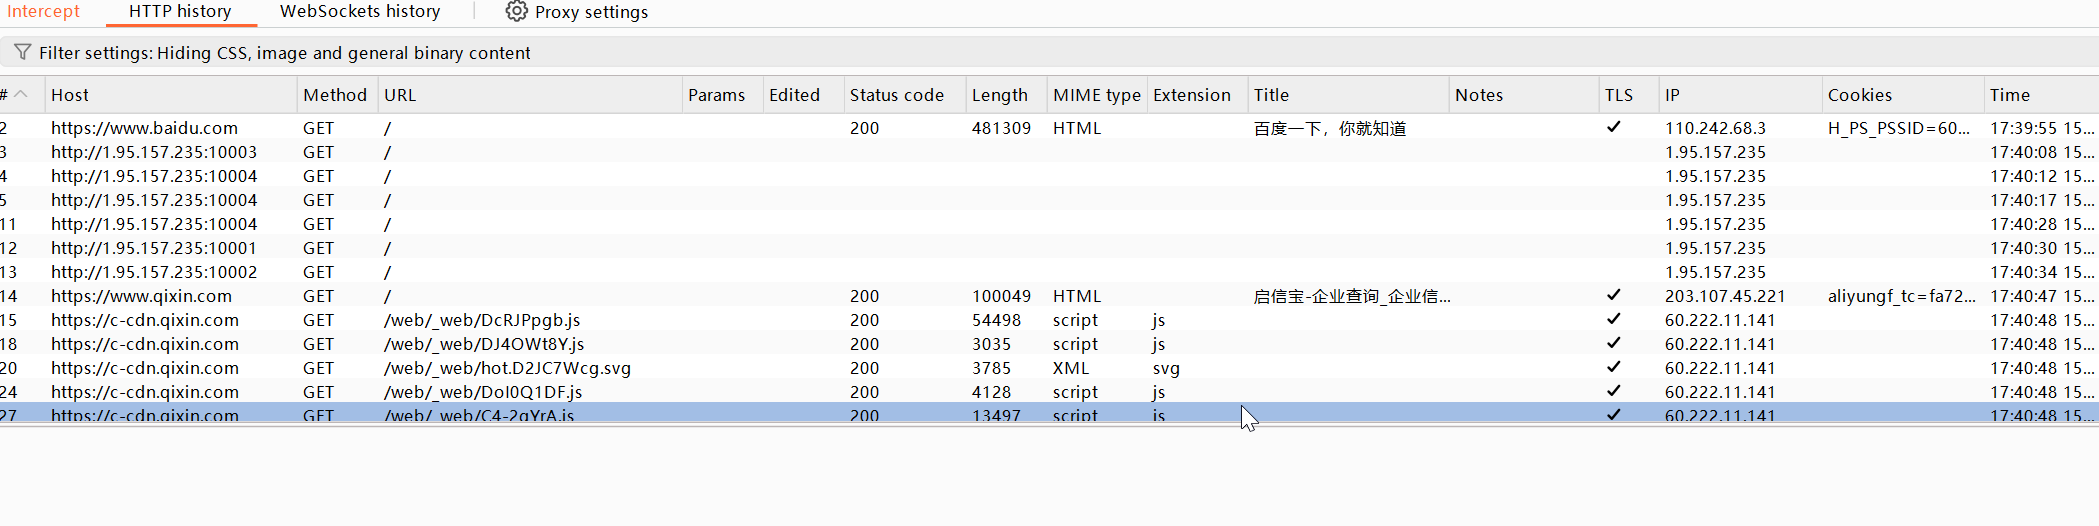 Intercept HTTP history WebSockets history Proxy settings
Filter settings: Hiding CSS, image and general binary content
# Host Method URL Params Edited Status code Length MIME type Extension Title Notes TLS IP Cookies Time
2 https://www.baidu.com GET / 200 481309 HTML 百度一下，你就知道 ✓ 110.242.68.3 H_PS_PSSID=60... 17:39:55 15...
3 http://1.95.157.235:10003 GET / 1.95.157.235 17:40:08 15...
4 http://1.95.157.235:10004 GET / 1.95.157.235 17:40:12 15...
5 http://1.95.157.235:10004 GET / 1.95.157.235 17:40:17 15...
11 http://1.95.157.235:10004 GET / 1.95.157.235 17:40:28 15...
12 http://1.95.157.235:10001 GET / 1.95.157.235 17:40:30 15...
13 http://1.95.157.235:10002 GET / 1.95.157.235 17:40:34 15...
14 https://www.qixin.com GET / 200 100049 HTML 启信宝-企业查询_企业信... ✓ 203.107.45.221 aliyungf_tc=fa72... 17:40:47 15...
15 https://c-cdn.qixin.com GET /web/_web/DcRJPpgb.js 200 54498 script js ✓ 60.222.11.141 17:40:48 15...
18 https://c-cdn.qixin.com GET /web/_web/DJ4OWt8Y.js 200 3035 script js ✓ 60.222.11.141 17:40:48 15...
20 https://c-cdn.qixin.com GET /web/_web/hot.D2JC7Wcg.svg 200 3785 XML svg ✓ 60.222.11.141 17:40:48 15...
24 https://c-cdn.qixin.com GET /web/_web/Dol0Q1DF.js 200 4128 script js ✓ 60.222.11.141 17:40:48 15...
27 https://c-cdn.qixin.com GET /web/_web/C4-2gYrA.js 200 13497 script js ✓ 60.222.11.141 17:40:48 15...